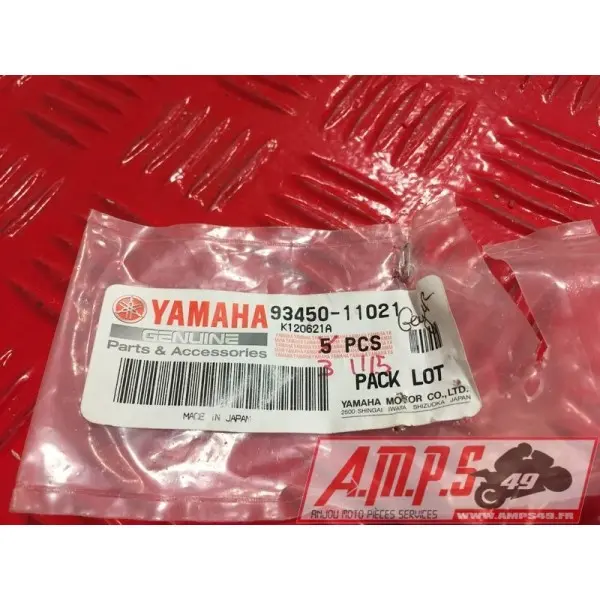 YAMAHA
GENUINE
Parts & Accessories
93450-11021
K120621A
5 PCS
3
PACK LOT
YAMAHA MOTOR CO., LTD.
2500 SHINGAI IWATA SHIZUOKA JAPAN
MADE IN JAPAN
A.M.P.S
49
ANJOU MOTO PIÈCES SERVICES
WWW.AMPS49.FR